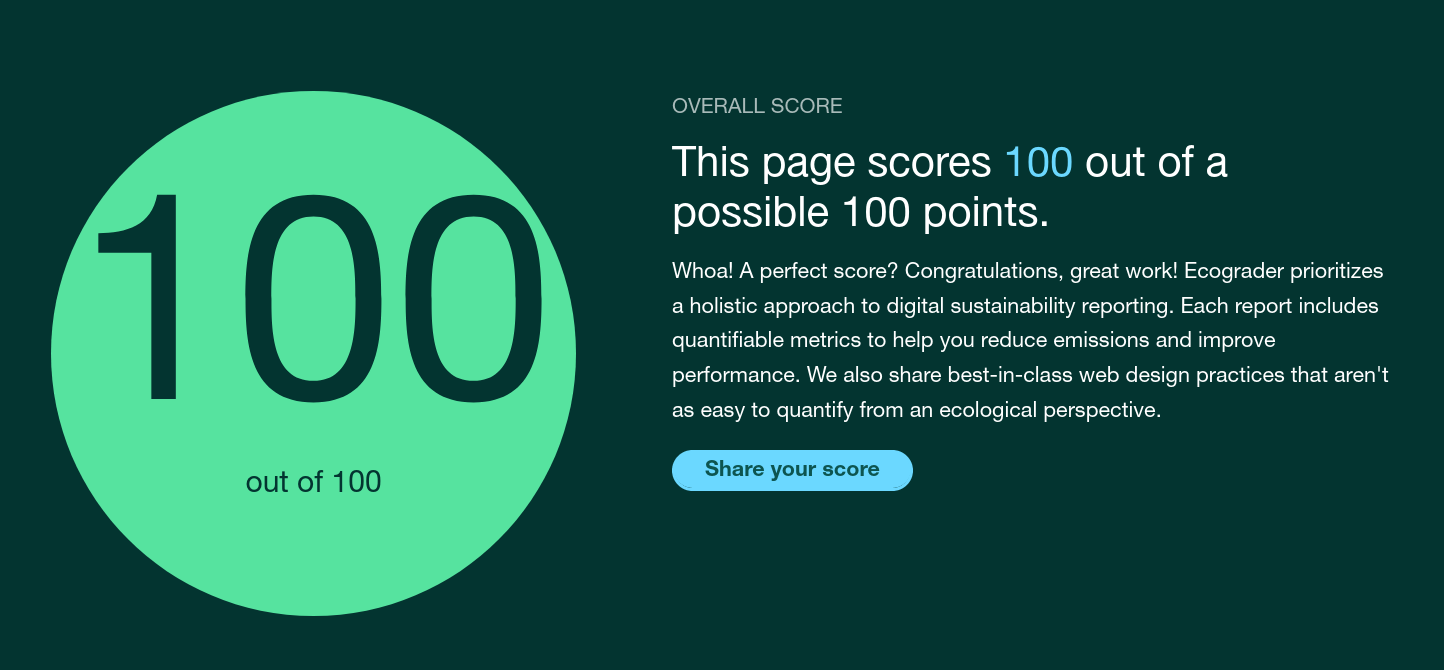 100
out of 100
OVERALL SCORE
This page scores 100 out of a
possible 100 points.
Whoa! A perfect score? Congratulations, great work! Ecograder prioritizes
a holistic approach to digital sustainability reporting. Each report includes
quantifiable metrics to help you reduce emissions and improve
performance. We also share best-in-class web design practices that aren't
as easy to quantify from an ecological perspective.
Share your score